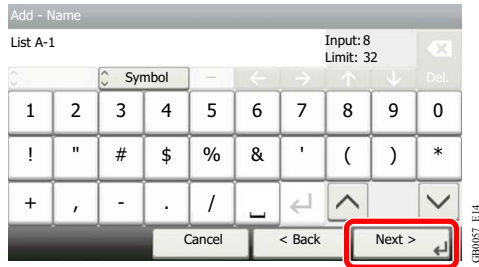 Add - Name
List A-1
Input: 8
Limit: 32
Symbol Del.
1 2 3 4 5 6 7 8 9 0
! " # $ % & ' ( ) *
+ , - . /
Cancel < Back Next >
GB0057_E14